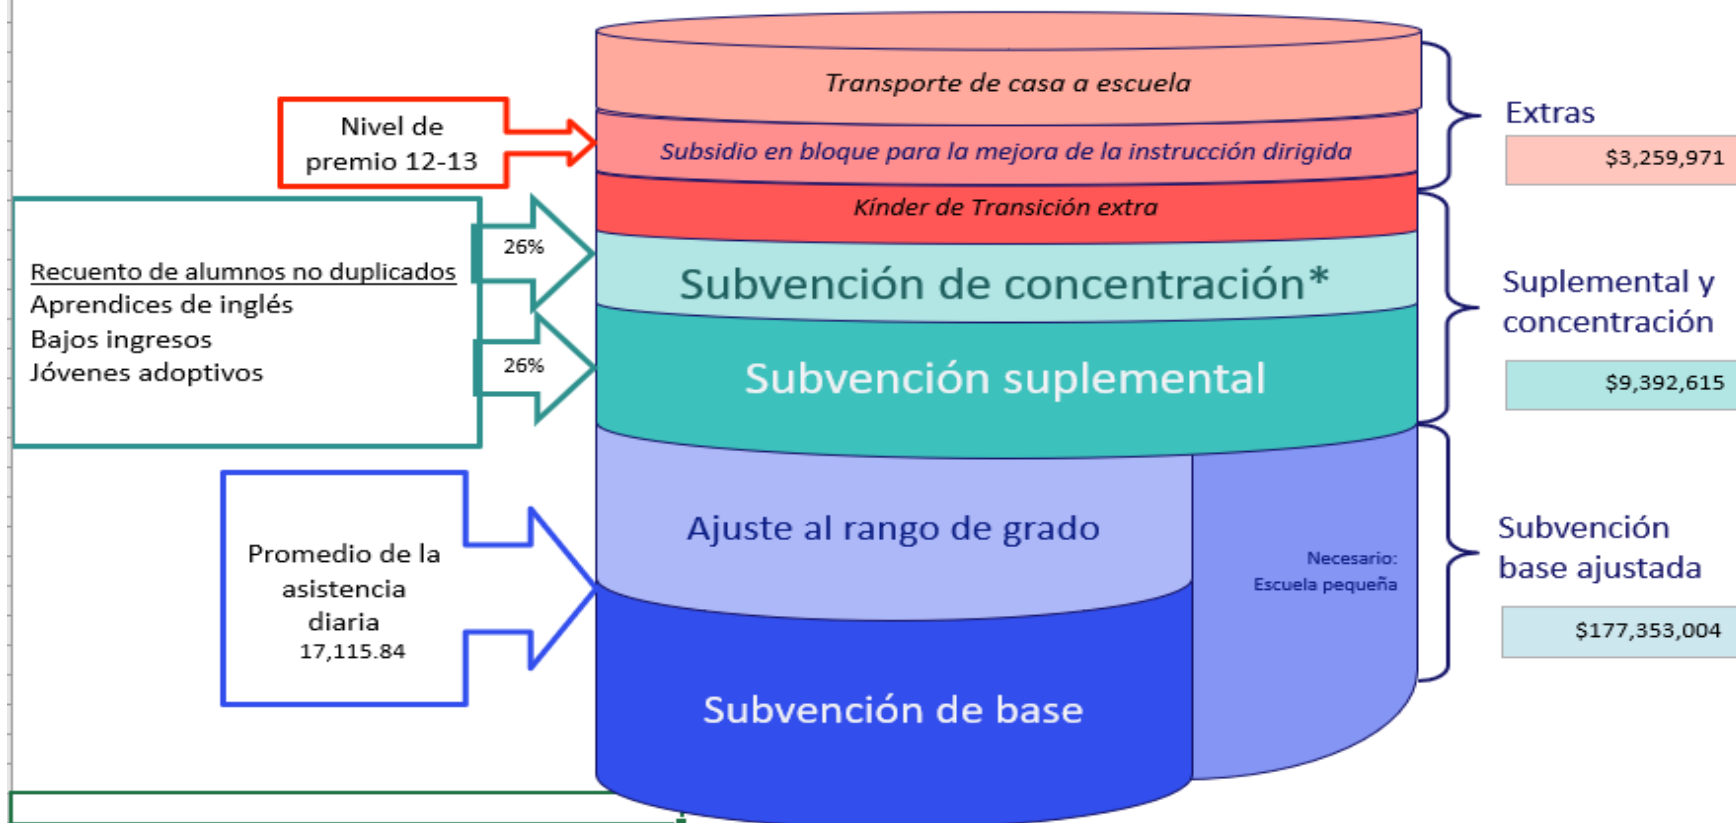 Transporte de casa a escuela
Subsidio en bloque para la mejora de la instrucción dirigida
Kínder de Transición extra
Subvención de concentración*
Subvención suplemental
Ajuste al rango de grado
Subvención de base
Necesario:
Escuela pequeña
Nivel de
premio 12-13
Recuento de alumnos no duplicados
Aprendices de inglés
Bajos ingresos
Jóvenes adoptivos
26%
26%
Promedio de la
asistencia
diaria
17,115.84
Extras
$3,259,971
Suplemental y
concentración
$9,392,615
Subvención
base ajustada
$177,353,004